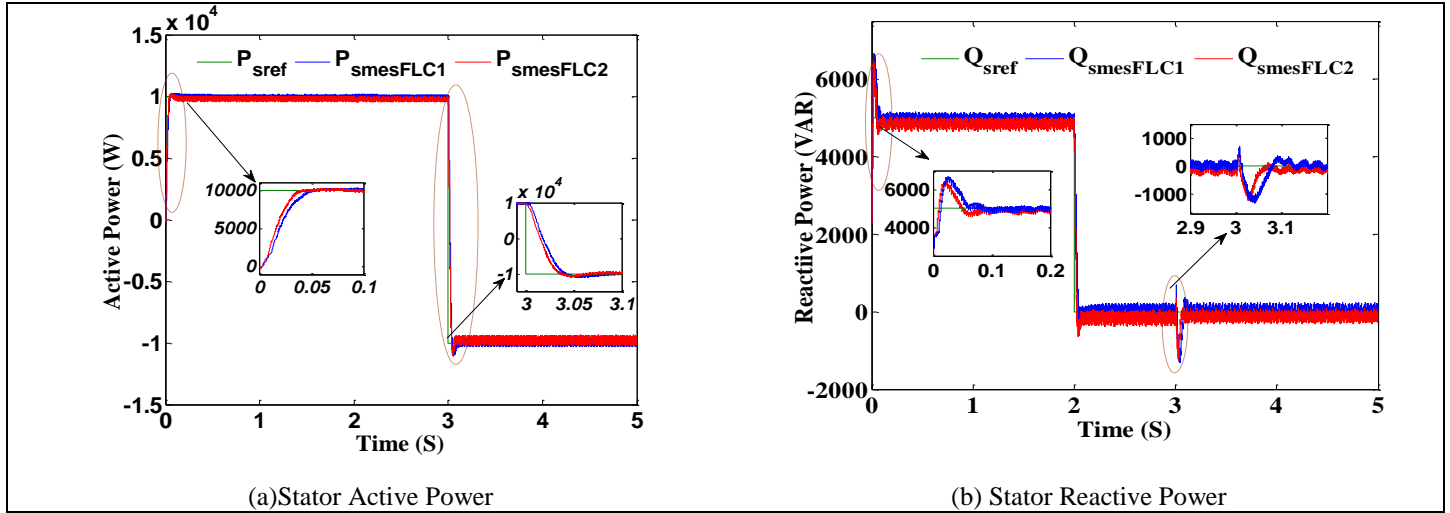 x 10⁴
1.5
1
0.5
0
-0.5
-1
-1.5
Active Power (W)
P_sref P_smesFLC1 P_smesFLC2
10000
5000
0
0 0.05 0.1
x 10⁴
1
0
-1
3 3.05 3.1
0 1 2 3 4 5
Time (S)
(a)Stator Active Power
6000
4000
2000
0
-2000
Reactiive Power (VAR)
Q_sref Q_smesFLC1 Q_smesFLC2
6000
4000
0 0.1 0.2
1000
0
-1000
2.9 3 3.1
0 1 2 3 4 5
Time (S)
(b) Stator Reactive Power